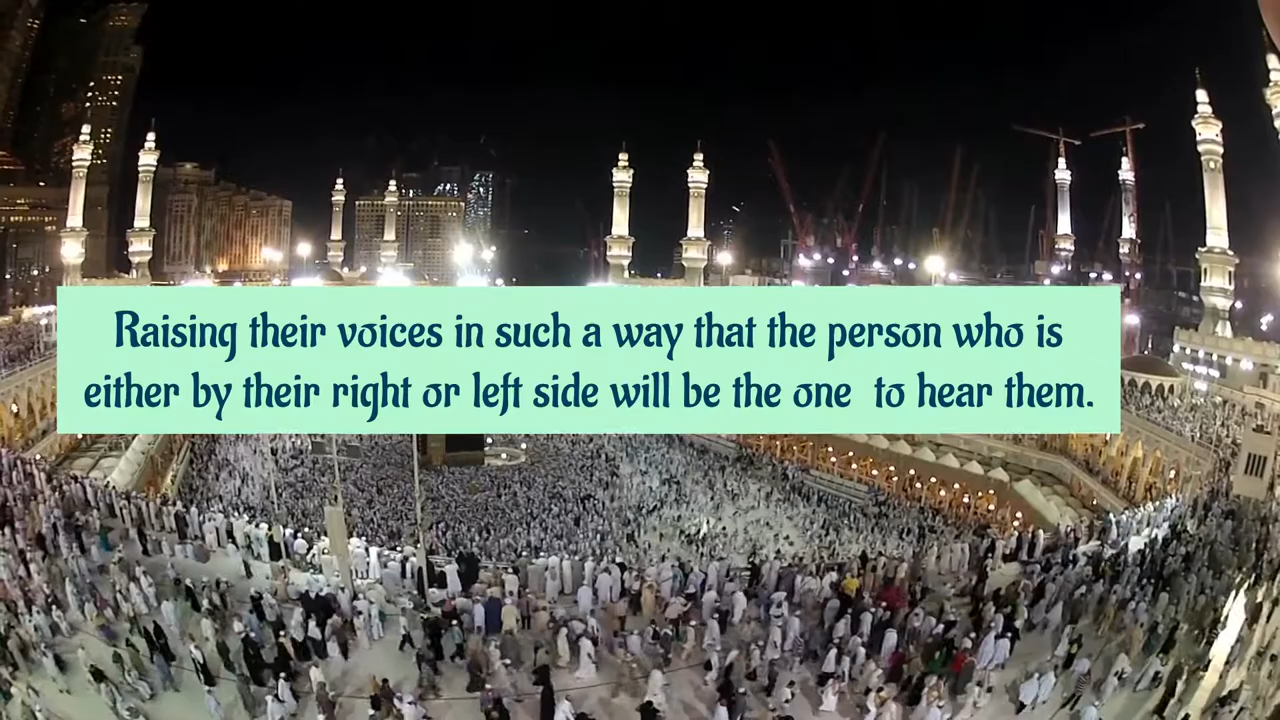 Raising their voices in such a way that the person who is
either by their right or left side will be the one to hear them.